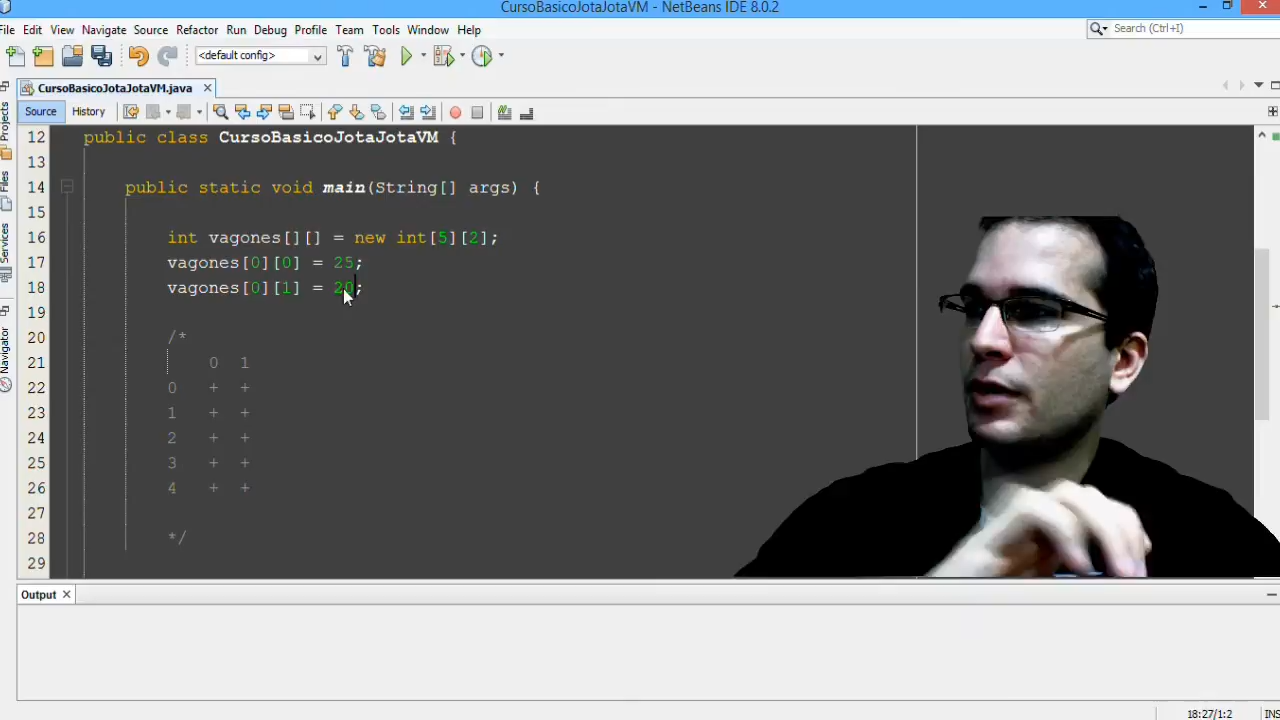 CursoBasicoJotaJotaVM - NetBeans IDE 8.0.2
File Edit View Navigate Source Refactor Run Debug Profile Team Tools Window Help
Search (Ctrl+I)
<default config>
CursoBasicoJotaJotaVM.java
Source History
Projects
Files
Services
Navigator
12 public class CursoBasicoJotaJotaVM {
13
14 public static void main(String[] args) {
15
16 int vagones[][] = new int[5][2];
17 vagones[0][0] = 25;
18 vagones[0][1] = 20;
19
20 /*
21 0 1
22 0 + +
23 1 + +
24 2 + +
25 3 + +
26 4 + +
27
28 */
29
Output
18:27/1:2 INS